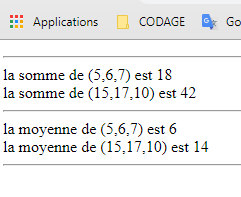 Applications CODAGE Go
la somme de (5,6,7) est 18
la somme de (15,17,10) est 42
la moyenne de (5,6,7) est 6
la moyenne de (15,17,10) est 14